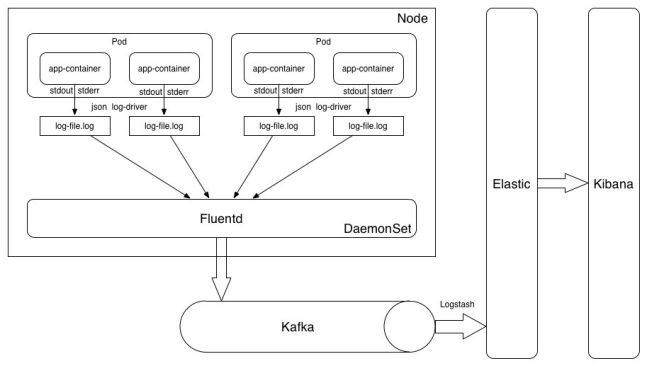 Node
Pod
Pod
app-container
app-container
app-container
app-container
stdout stderr
stdout stderr
stdout stderr
stdout stderr
json log-driver
json log-driver
log-file.log
log-file.log
log-file.log
log-file.log
Fluentd
DaemonSet
Elastic
Kibana
Logstash
Kafka